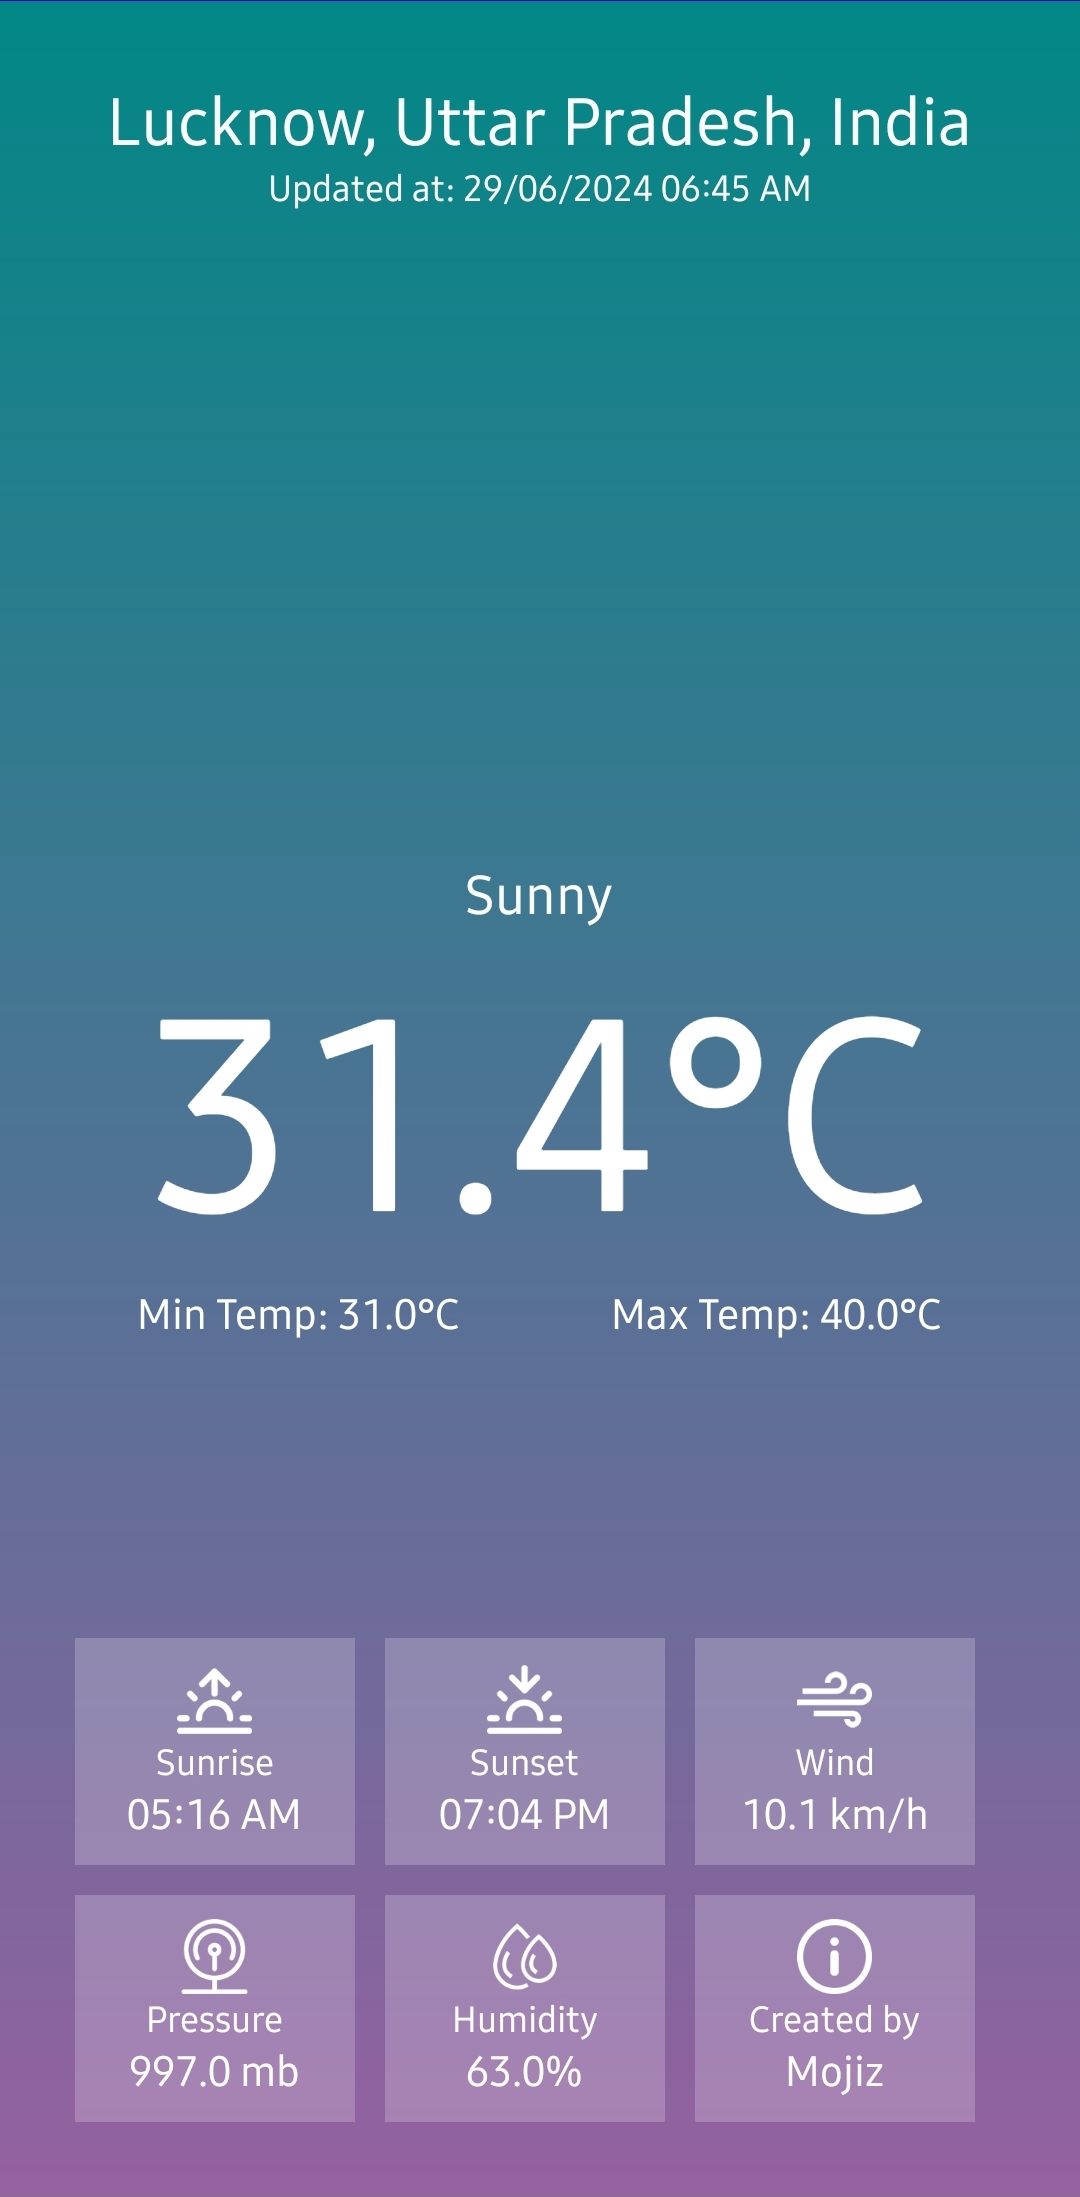 Lucknow, Uttar Pradesh, India
Updated at: 29/06/2024 06:45 AM
Sunny
31.4°C
Min Temp: 31.0°C
Max Temp: 40.0°C
Sunrise
05:16 AM
Sunset
07:04 PM
Wind
10.1 km/h
Pressure
997.0 mb
Humidity
63.0%
Created by
Mojiz